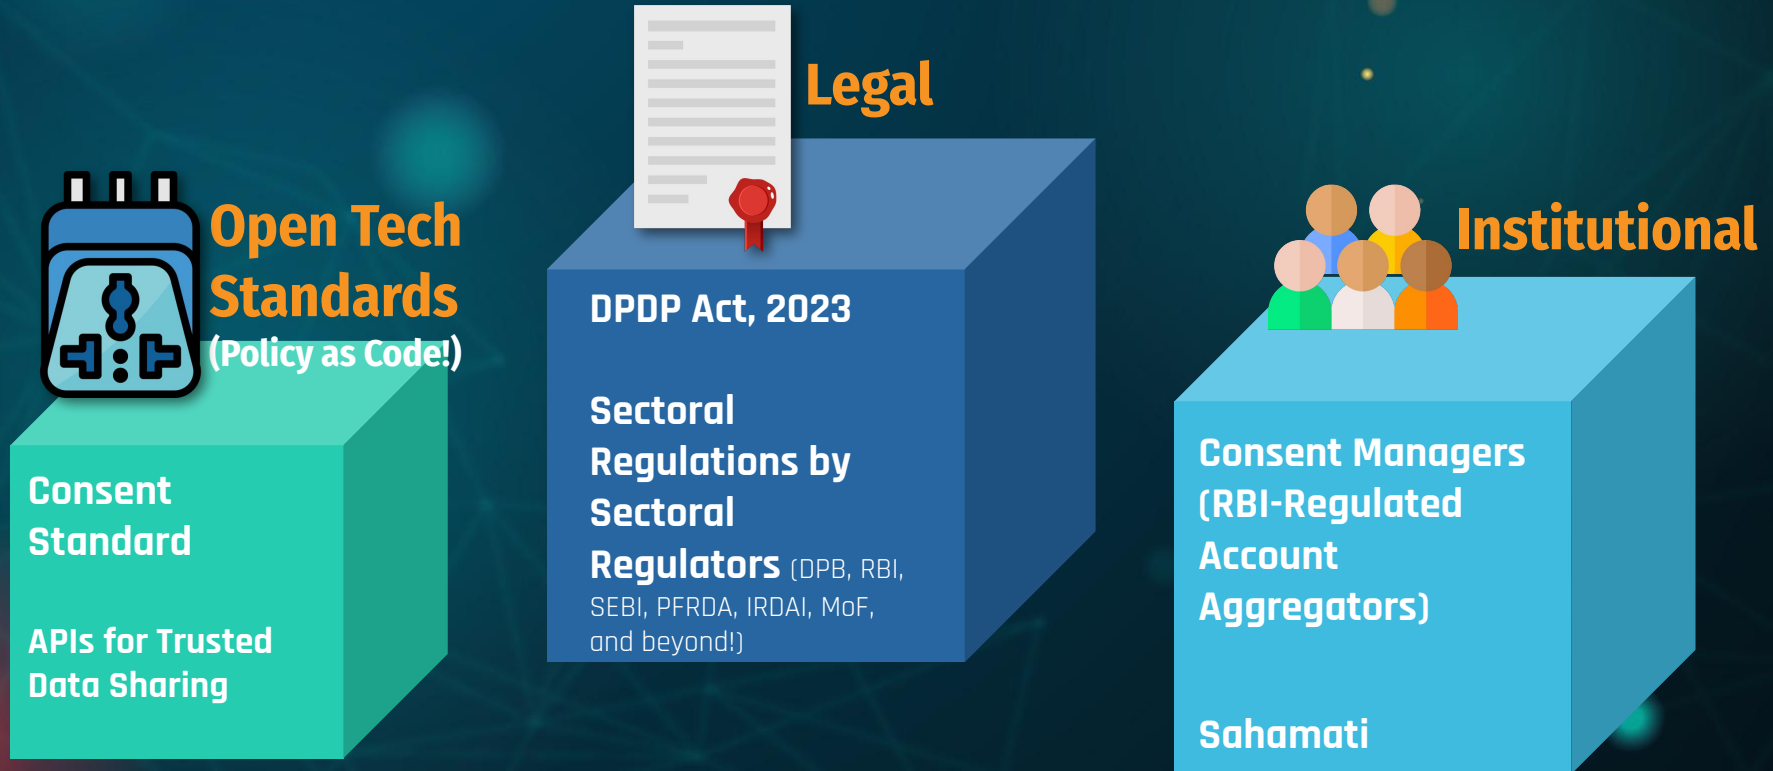 Open Tech
Standards
(Policy as Code!)
Consent
Standard
APIs for Trusted
Data Sharing
Legal
DPDP Act, 2023
Sectoral
Regulations by
Sectoral
Regulators (DPB, RBI,
SEBI, PFRDA, IRDAI, MoF,
and beyond!)
Institutional
Consent Managers
(RBI-Regulated
Account
Aggregators)
Sahamati